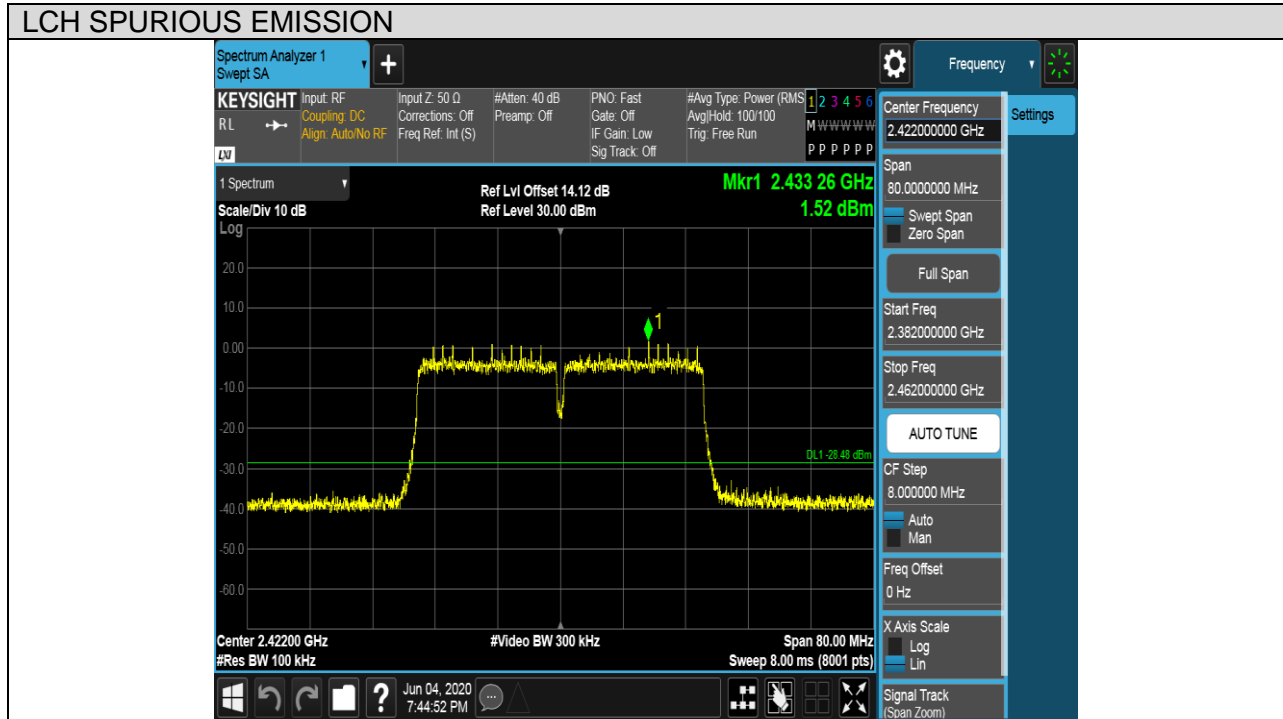 LCH SPURIOUS EMISSION
Spectrum Analyzer 1
Swept SA
+
Frequency
KEYSIGHT
RL
LXI
Input: RF
Coupling: DC
Align: Auto/No RF
Input Z: 50 Ω
Corrections: Off
Freq Ref: Int (S)
#Atten: 40 dB
Preamp: Off
PNO: Fast
Gate: Off
IF Gain: Low
Sig Track: Off
#Avg Type: Power (RMS
Avg|Hold: 100/100
Trig: Free Run
1 2 3 4 5 6
M W W W W W
P P P P P P
1 Spectrum
Scale/Div 10 dB
Ref Lvl Offset 14.12 dB
Ref Level 30.00 dBm
Mkr1 2.433 26 GHz
1.52 dBm
Log
20.0
10.0
0.00
-10.0
-20.0
-30.0
-40.0
-50.0
-60.0
1
DL1 -28.48 dBm
Center 2.42200 GHz
#Res BW 100 kHz
#Video BW 300 kHz
Span 80.00 MHz
Sweep 8.00 ms (8001 pts)
Center Frequency
2.422000000 GHz
Settings
Span
80.0000000 MHz
Swept Span
Zero Span
Full Span
Start Freq
2.382000000 GHz
Stop Freq
2.462000000 GHz
AUTO TUNE
CF Step
8.000000 MHz
Auto
Man
Freq Offset
0 Hz
X Axis Scale
Log
Lin
Signal Track
(Span Zoom)
?
Jun 04, 2020
7:44:52 PM